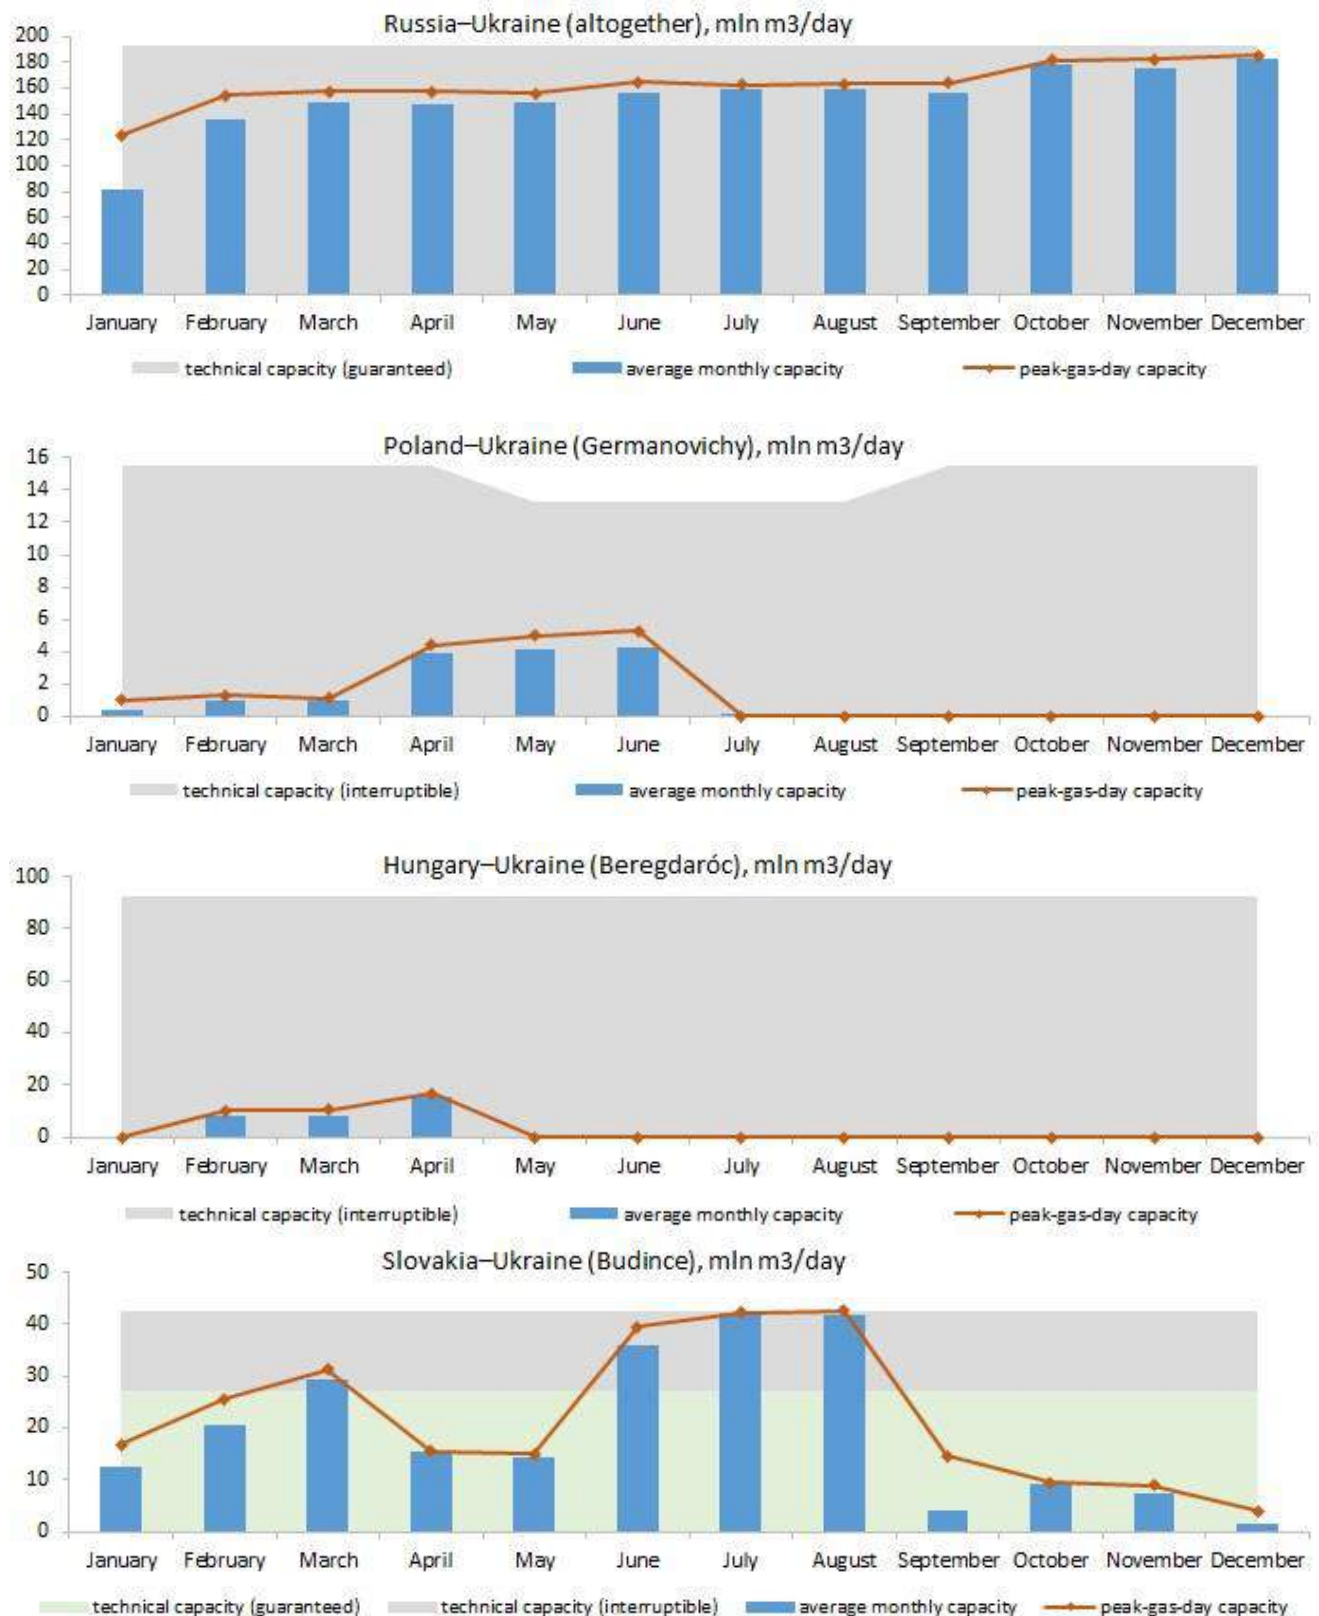 Russia–Ukraine (altogether), mln m3/day
200
180
160
140
120
100
80
60
40
20
0
January February March April May June July August September October November December
technical capacity (guaranteed) average monthly capacity peak-gas-day capacity
Poland–Ukraine (Germanovichy), mln m3/day
16
14
12
10
8
6
4
2
0
January February March April May June July August September October November December
technical capacity (interruptible) average monthly capacity peak-gas-day capacity
Hungary–Ukraine (Beregdaróc), mln m3/day
100
80
60
40
20
0
January February March April May June July August September October November December
technical capacity (interruptible) average monthly capacity peak-gas-day capacity
Slovakia–Ukraine (Budince), mln m3/day
50
40
30
20
10
0
January February March April May June July August September October November December
technical capacity (guaranteed) technical capacity (interruptible) average monthly capacity peak-gas-day capacity